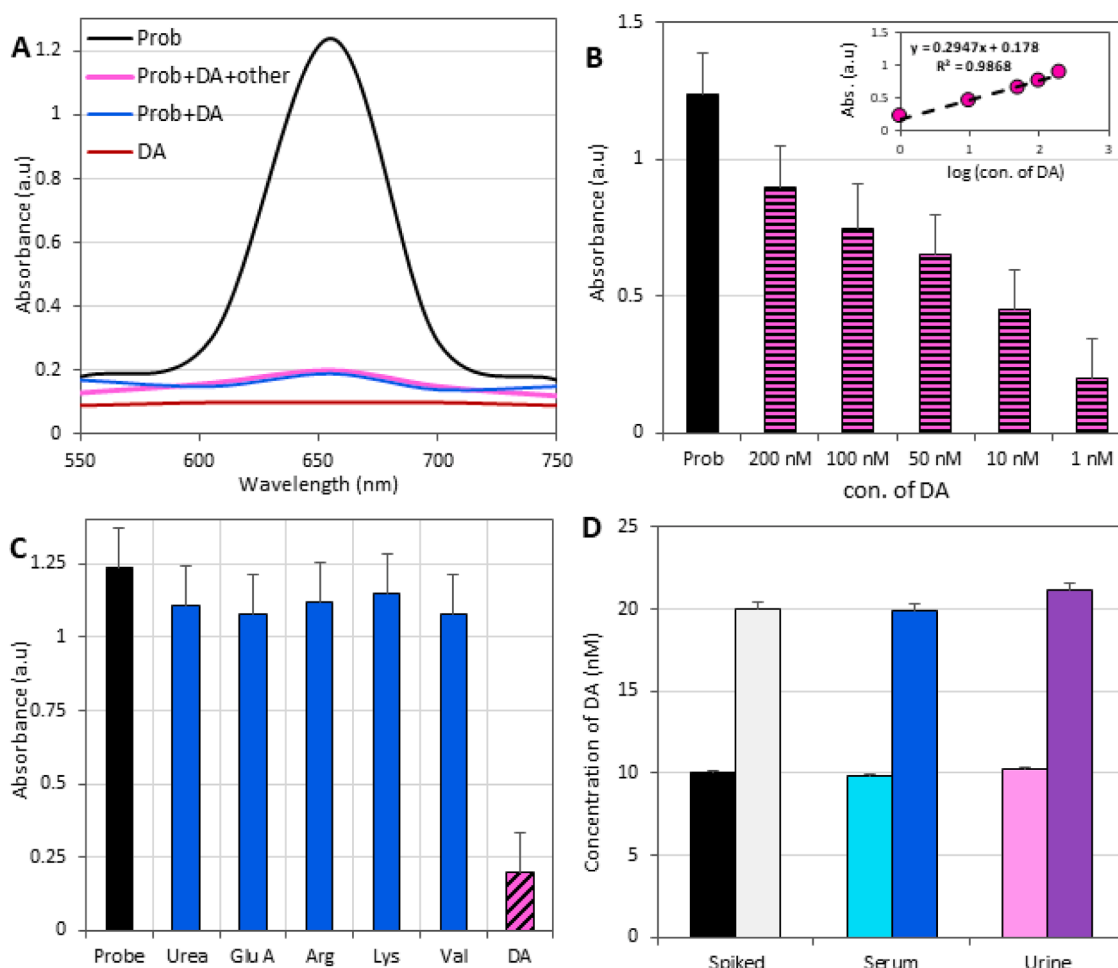 A
Absorbance (a.u)
1.2
1
0.8
0.6
0.4
0.2
0
Prob
Prob+DA+other
Prob+DA
DA
550
600
650
700
750
Wavelength (nm)
B
Absorbance (a.u)
1.5
1
0.5
0
Prob
200 nM
100 nM
50 nM
10 nM
1 nM
con. of DA
y = 0.2947x + 0.178
R² = 0.9868
Abs. (a.u)
1.5
1
0.5
0
0
1
2
3
log (con. of DA)
C
Absorbance (a.u)
1.25
1
0.75
0.5
0.25
0
Probe
Urea
Glu A
Arg
Lys
Val
DA
D
Concentration of DA (nM)
25
20
15
10
5
0
Spiked
Serum
Urine